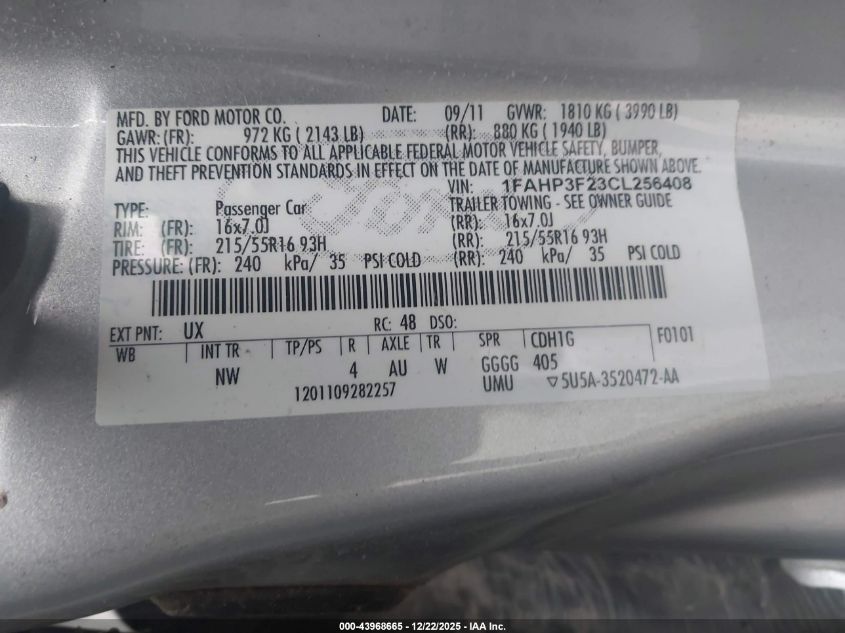 MFD. BY FORD MOTOR CO. DATE: 09/11 GVWR: 1810 KG ( 3990 LB)
GAWR: (FR): 972 KG ( 2143 LB) (RR): 880 KG ( 1940 LB)
THIS VEHICLE CONFORMS TO ALL APPLICABLE FEDERAL MOTOR VEHICLE SAFETY, BUMPER,
AND THEFT PREVENTION STANDARDS IN EFFECT ON THE DATE OF MANUFACTURE SHOWN ABOVE.
VIN: 1FAHP3F23CL256408
TYPE: Passenger Car TRAILER TOWING - SEE OWNER GUIDE
RIM: (FR): 16x7.0J (RR): 16x7.0J
TIRE: (FR): 215/55R16 93H (RR): 215/55R16 93H
PRESSURE: (FR): 240 kPa/ 35 PSI COLD (RR): 240 kPa/ 35 PSI COLD
EXT PNT: UX RC: 48 DSO:
WB INT TR TP/PS R AXLE TR SPR CDH1G F0101
NW 4 AU W GGGG 405
1201109282257 UMU ▽5U5A-3520472-AA
000-43968665 - 12/22/2025 - IAA Inc.